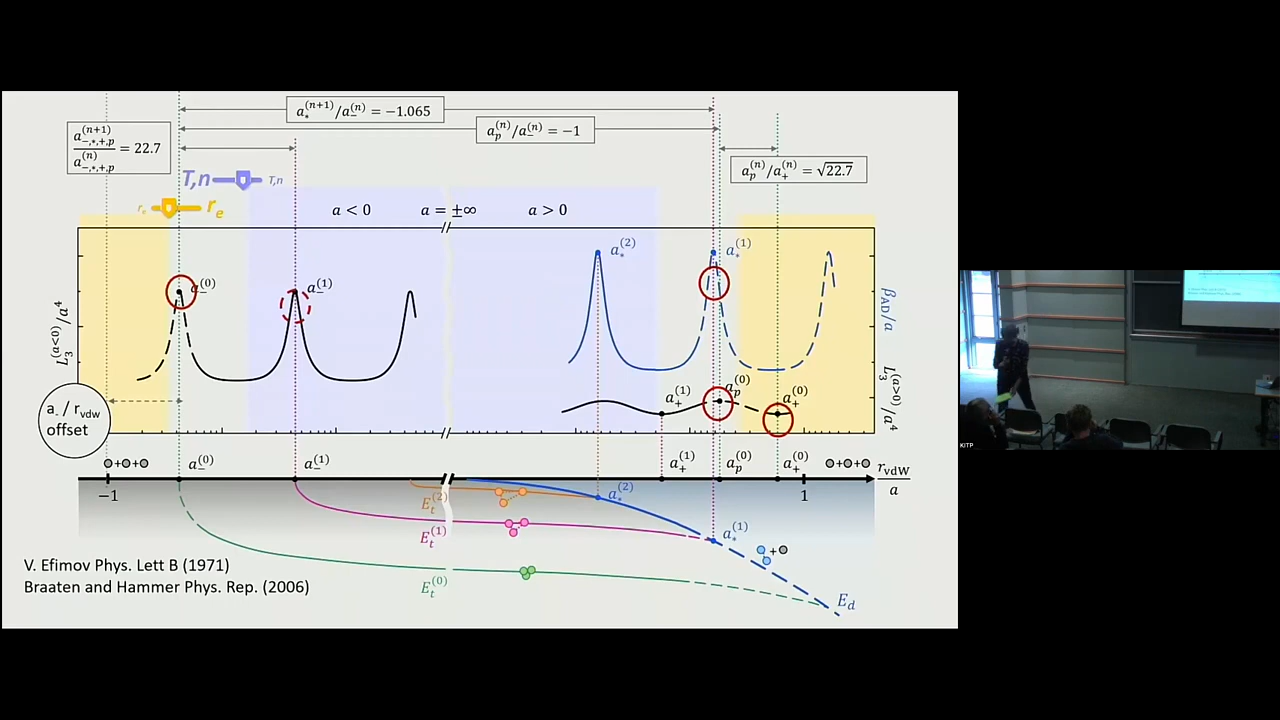 a_*^(n+1)/a_-^(n) = −1.065
a_p^(n)/a_-^(n) = −1
a_{-,*,+,p}^(n+1)
a_{-,*,+,p}^(n)
= 22.7
a_p^(n)/a_+^(n) = √22.7
T,n T,n
r_e r_e
a < 0 a = ±∞ a > 0
a_*^(2) a_*^(1)
a_-^(0) a_-^(1)
L_3^(a<0)/a^4
β_AD/a
L_3^(a>0)/a^4
a_+^(1) a_p^(0) a_+^(0)
a_-/ r_vdw
offset
a_-^(0) a_-^(1) a_+^(1) a_p^(0) a_+^(0)
r_vdW
a
−1 1
E_t^(2) a_*^(2)
E_t^(1) a_*^(1)
E_t^(0)
E_d
V. Efimov Phys. Lett B (1971)
Braaten and Hammer Phys. Rep. (2006)
KITP